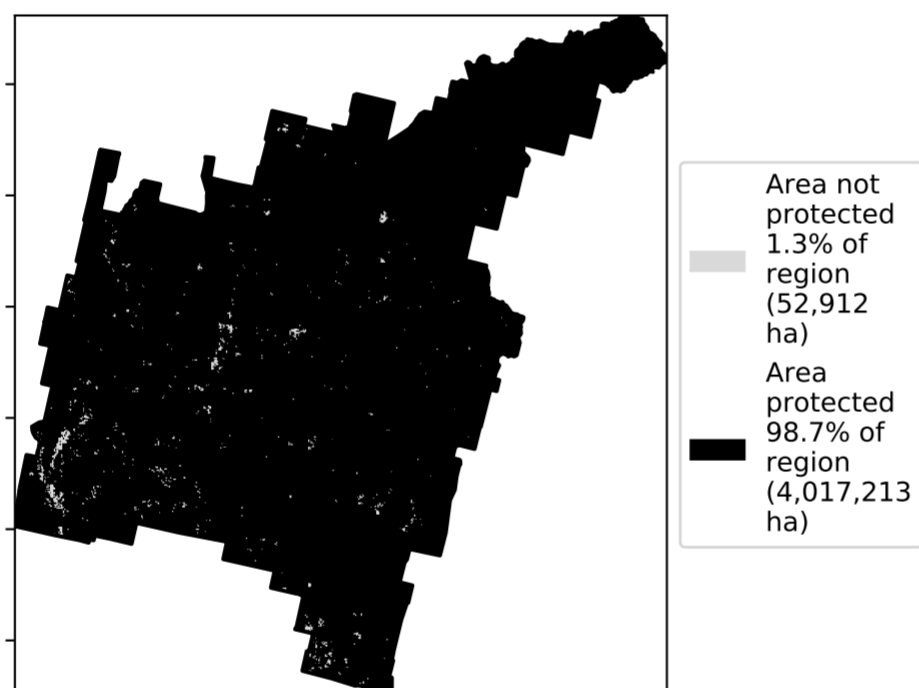 Area not
protected
1.3% of
region
(52,912
ha)
Area
protected
98.7% of
region
(4,017,213
ha)